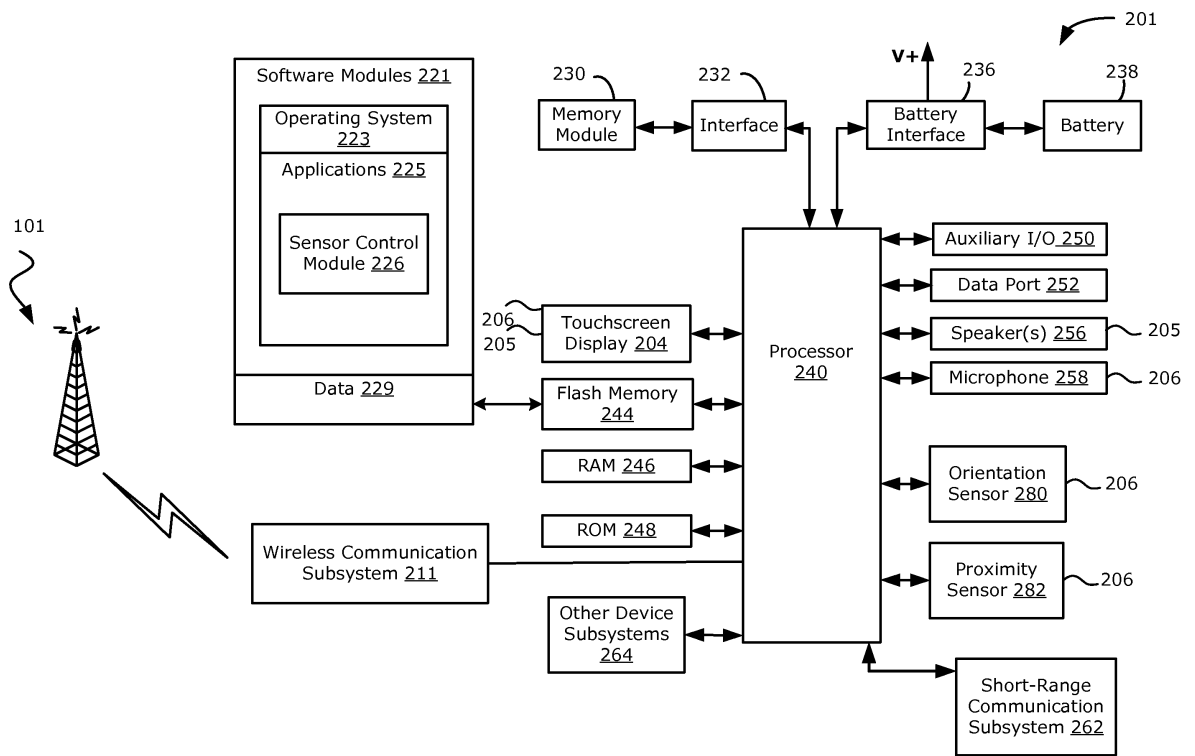 201
V+
230
232
236
238
Software Modules 221
Memory
Module
Interface
Battery
Interface
Battery
Operating System
223
Applications 225
101
Sensor Control
Module 226
Auxiliary I/O 250
Data Port 252
206
205
Touchscreen
Display 204
Processor
240
Speaker(s) 256
205
Microphone 258
206
Data 229
Flash Memory
244
RAM 246
Orientation
Sensor 280
206
ROM 248
Wireless Communication
Subsystem 211
Proximity
Sensor 282
206
Other Device
Subsystems
264
Short-Range
Communication
Subsystem 262